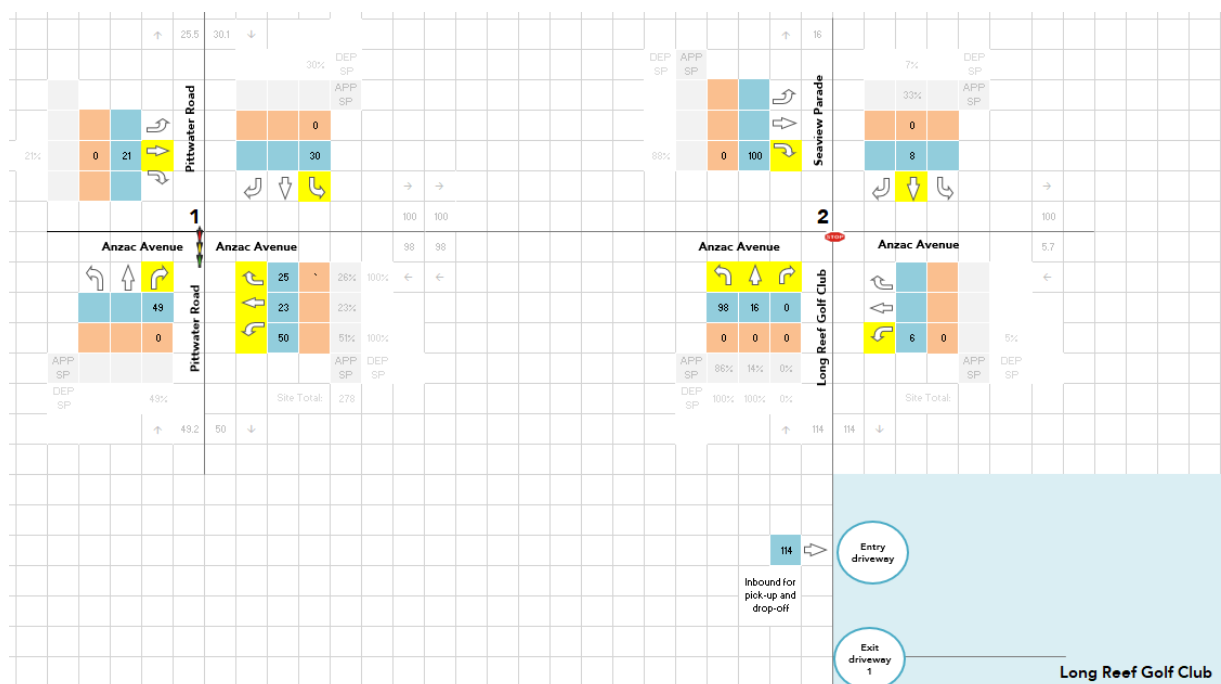 ↑ 25.5 30.1 ↓
30% DEP SP
APP SP
Pittwater Road
0
21% 0 21
30
→ →
1
100 100
98 98
← ←
Anzac Avenue Anzac Avenue
25 ` 26% 100%
49 23 23%
0 50 51% 100%
Pittwater Road
APP SP
APP SP DEP SP
DEP SP 49%
Site Total: 278
↑ 49.2 50 ↓
↑ 16
DEP SP APP SP
7% DEP SP
33% APP SP
Seaview Parade
0
88% 0 100
8
→
2
100
STOP
5.7
←
Anzac Avenue Anzac Avenue
98 16 0
0 0 0
6 0 5%
Long Reef Golf Club
APP SP 86% 14% 0%
APP SP DEP SP
DEP SP 100% 100% 0%
Site Total:
↑ 114 114 ↓
114
Entry
driveway
Inbound for
pick-up and
drop-off
Exit
driveway
1
Long Reef Golf Club